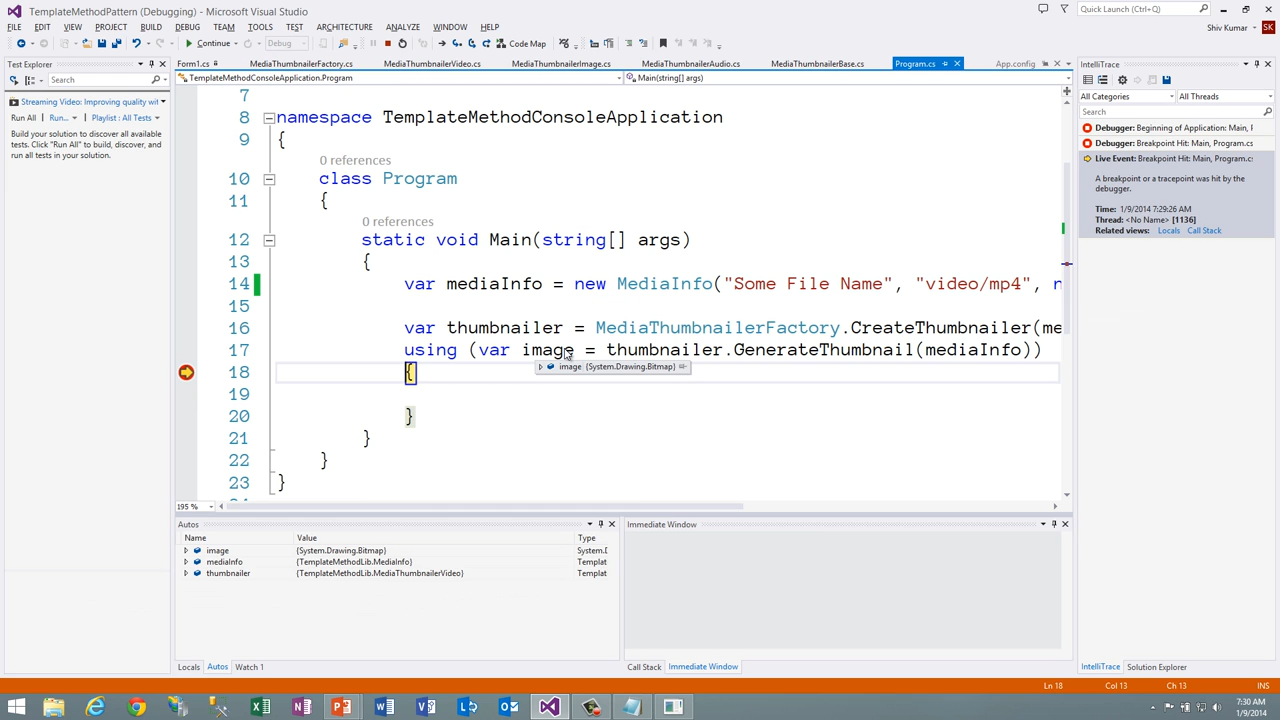 TemplateMethodPattern (Debugging) - Microsoft Visual Studio
Quick Launch (Ctrl+Q)
FILE EDIT VIEW PROJECT BUILD DEBUG TEAM TOOLS TEST ARCHITECTURE ANALYZE WINDOW HELP
Shiv Kumar SK
Continue Debug Code Map
Test Explorer
Form1.cs MediaThumbnailerFactory.cs MediaThumbnailerVideo.cs MediaThumbnailerImage.cs MediaThumbnailerAudio.cs MediaThumbnailerBase.cs Program.cs App.config
IntelliTrace
Search
TemplateMethodConsoleApplication.Program Main(string[] args)
All Categories All Threads
Search
Streaming Video: Improving quality wit
Run All Run... Playlist : All Tests
Build your solution to discover all available
tests. Click "Run All" to build, discover, and
run all tests in your solution.
7
8 namespace TemplateMethodConsoleApplication
9 {
0 references
10 class Program
11 {
0 references
12 static void Main(string[] args)
13 {
14 var mediaInfo = new MediaInfo("Some File Name", "video/mp4", n
15
16 var thumbnailer = MediaThumbnailerFactory.CreateThumbnailer(me
17 using (var image = thumbnailer.GenerateThumbnail(mediaInfo))
image {System.Drawing.Bitmap}
18 {
19
20 }
21 }
22 }
23 }
Debugger: Beginning of Application: Main, F
Debugger: Breakpoint Hit: Main, Program.cs
Live Event: Breakpoint Hit: Main, Program.cs
A breakpoint or a tracepoint was hit by the
debugger.
Time: 1/9/2014 7:29:26 AM
Thread: <No Name> [1136]
Related views: Locals Call Stack
195 %
Autos
Name Value Type
image {System.Drawing.Bitmap} System.D
mediaInfo {TemplateMethodLib.MediaInfo} Templat
thumbnailer {TemplateMethodLib.MediaThumbnailerVideo} Templat
Immediate Window
Locals Autos Watch 1
Call Stack Immediate Window
IntelliTrace Solution Explorer
Ln 18 Col 13 Ch 13 INS
7:30 AM
1/9/2014